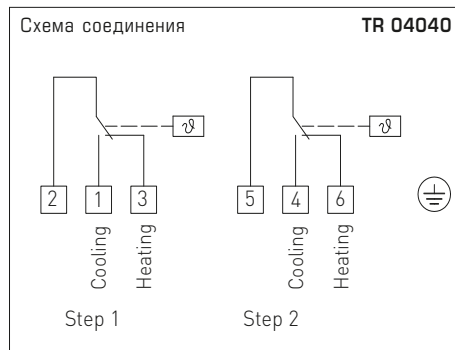 Схема соединения TR 04040
ϑ ϑ
2 1 3 5 4 6
Cooling Heating Cooling Heating
Step 1 Step 2